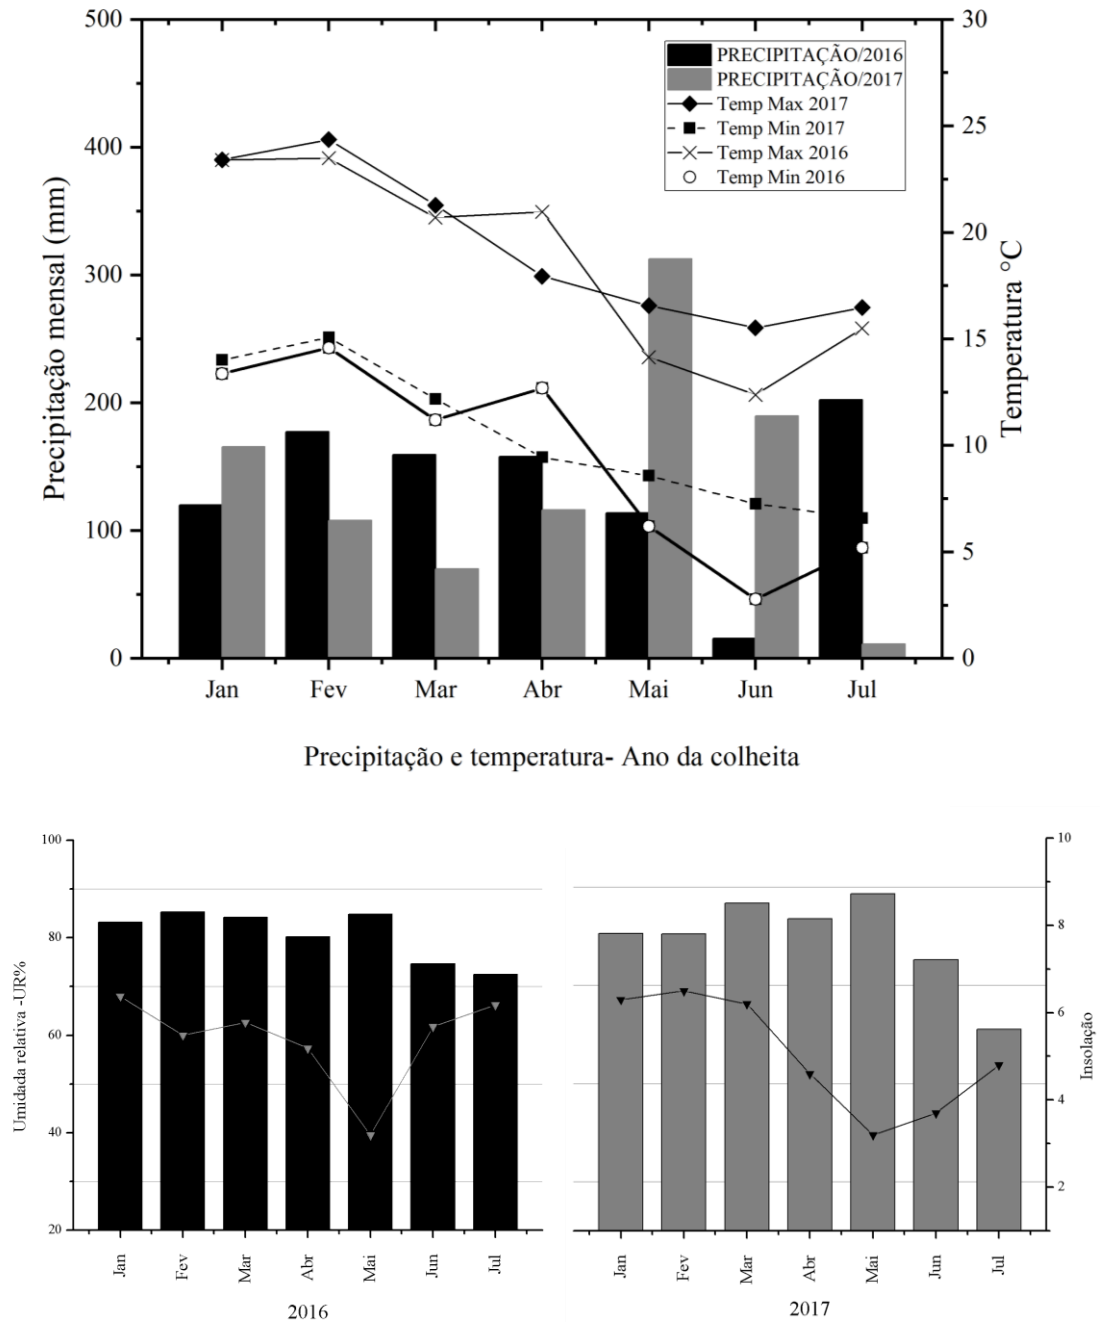 500
400
300
200
100
0
Precipitação mensal (mm)
30
25
20
15
10
5
0
Temperatura °C
PRECIPITAÇÃO/2016
PRECIPITAÇÃO/2017
Temp Max 2017
Temp Min 2017
Temp Max 2016
Temp Min 2016
Jan Fev Mar Abr Mai Jun Jul
Precipitação e temperatura- Ano da colheita
100
80
60
40
20
Umidada relativa -UR%
Jan Fev Mar Abr Mai Jun Jul
2016
10
8
6
4
2
Insolação
Jan Fev Mar Abr Mai Jun Jul
2017